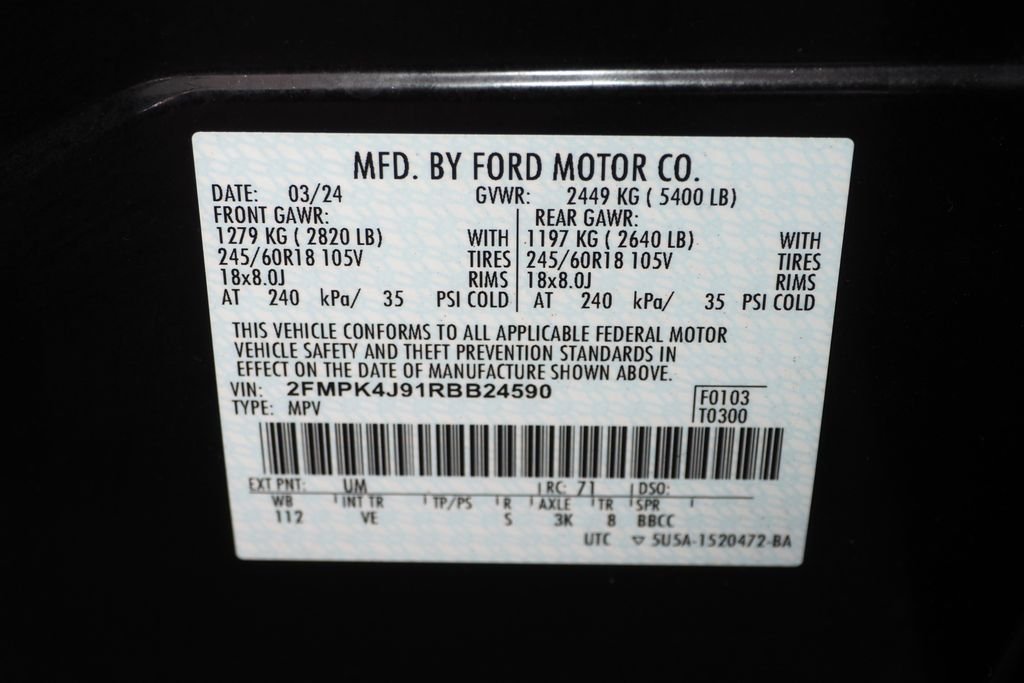 MFD. BY FORD MOTOR CO.
DATE: 03/24 GVWR: 2449 KG ( 5400 LB)
FRONT GAWR: REAR GAWR:
1279 KG ( 2820 LB) WITH 1197 KG ( 2640 LB) WITH
245/60R18 105V TIRES 245/60R18 105V TIRES
18x8.0J RIMS 18x8.0J RIMS
AT 240 kPa/ 35 PSI COLD AT 240 kPa/ 35 PSI COLD
THIS VEHICLE CONFORMS TO ALL APPLICABLE FEDERAL MOTOR
VEHICLE SAFETY AND THEFT PREVENTION STANDARDS IN
EFFECT ON THE DATE OF MANUFACTURE SHOWN ABOVE.
VIN: 2FMPK4J91RBB24590 F0103
TYPE: MPV T0300
EXT PNT: UM RC: 71 DSO:
WB INT TR TP/PS R AXLE TR SPR
112 VE S 3K 8 BBCC
UTC ▽ 5U5A-1520472-BA